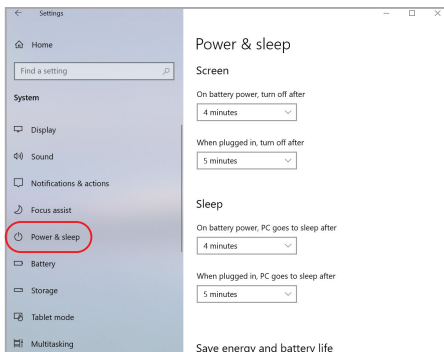 Settings
Home
Find a setting
System
Display
Sound
Notifications & actions
Focus assist
Power & sleep
Battery
Storage
Tablet mode
Multitasking
Power & sleep
Screen
On battery power, turn off after
4 minutes
When plugged in, turn off after
5 minutes
Sleep
On battery power, PC goes to sleep after
4 minutes
When plugged in, PC goes to sleep after
5 minutes
Save energy and battery life